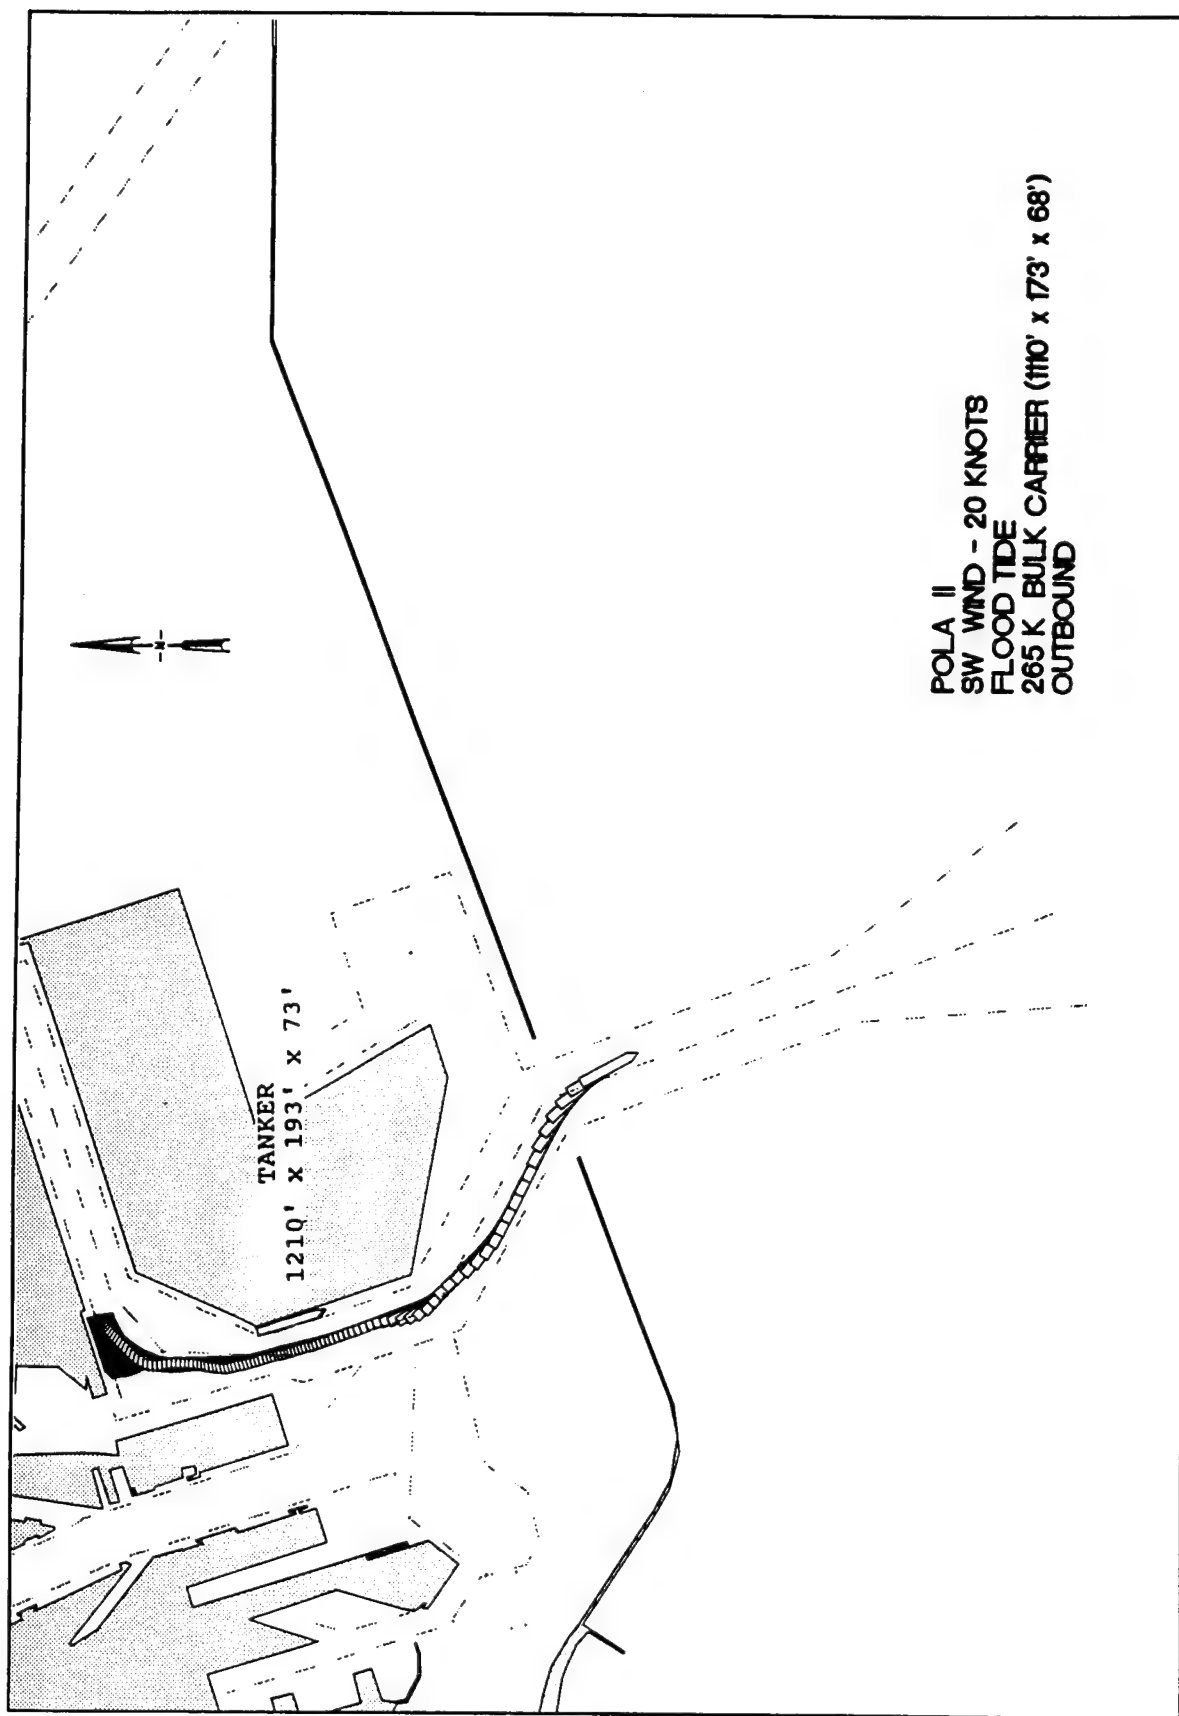 TANKER
1210' x 193' x 73'
N
POLA II
SW WIND - 20 KNOTS
FLOOD TIDE
265 K BULK CARRIER (1110' x 173' x 68')
OUTBOUND